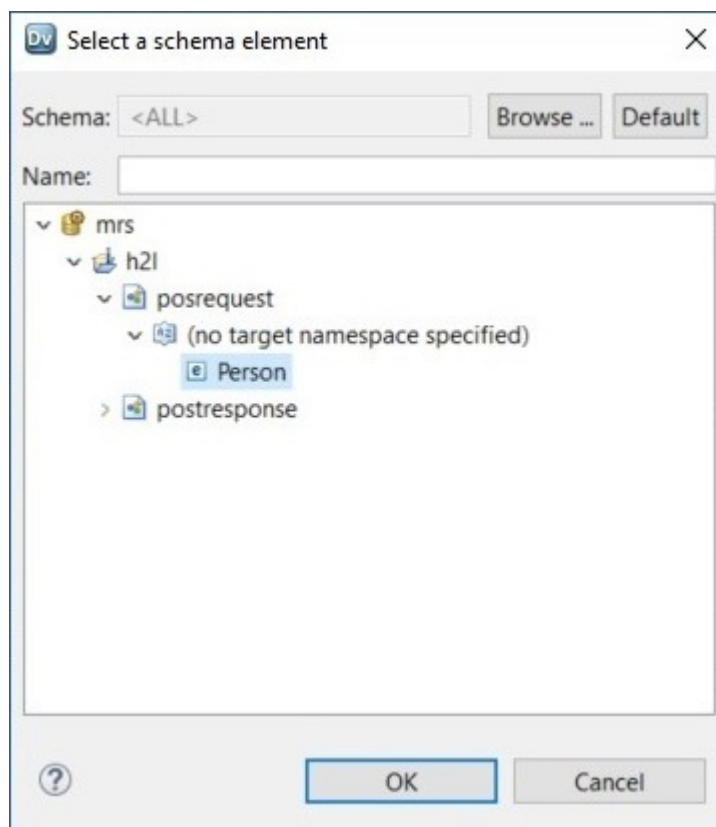 Dv Select a schema element
Schema: <ALL> Browse ... Default
Name:
mrs
h2l
posrequest
(no target namespace specified)
e Person
postresponse
? OK Cancel